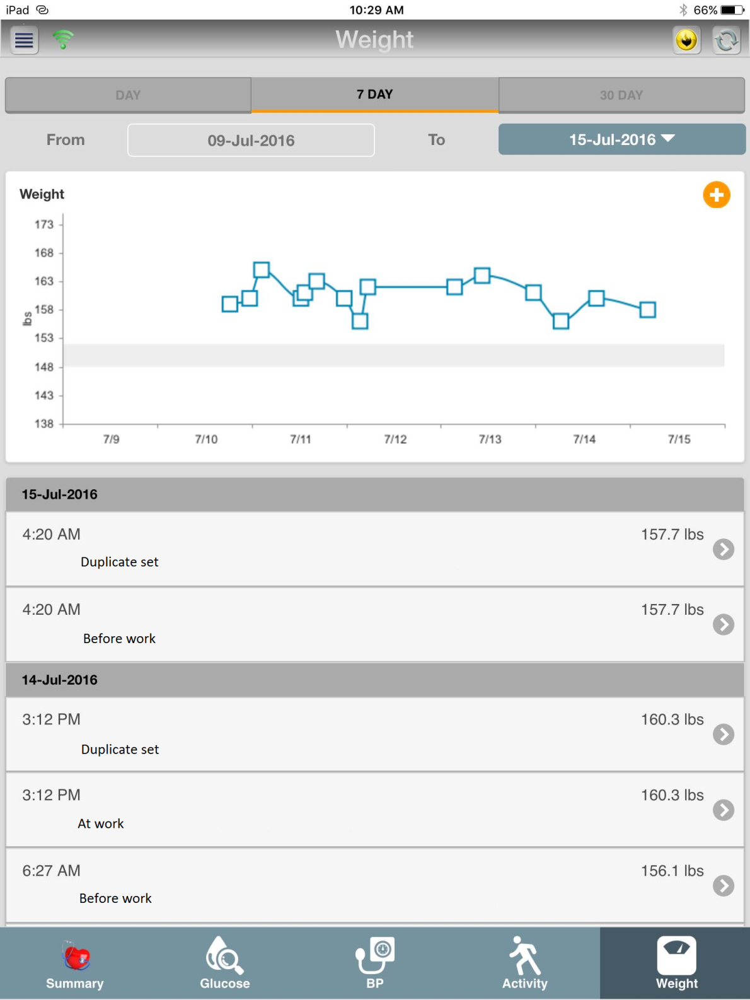 iPad 10:29 AM 66%
Weight
DAY 7 DAY 30 DAY
From 09-Jul-2016 To 15-Jul-2016
Weight
173
168
163
158
lbs
153
148
143
138
7/9 7/10 7/11 7/12 7/13 7/14 7/15
15-Jul-2016
4:20 AM 157.7 lbs
Duplicate set
4:20 AM 157.7 lbs
Before work
14-Jul-2016
3:12 PM 160.3 lbs
Duplicate set
3:12 PM 160.3 lbs
At work
6:27 AM 156.1 lbs
Before work
Summary Glucose BP Activity Weight